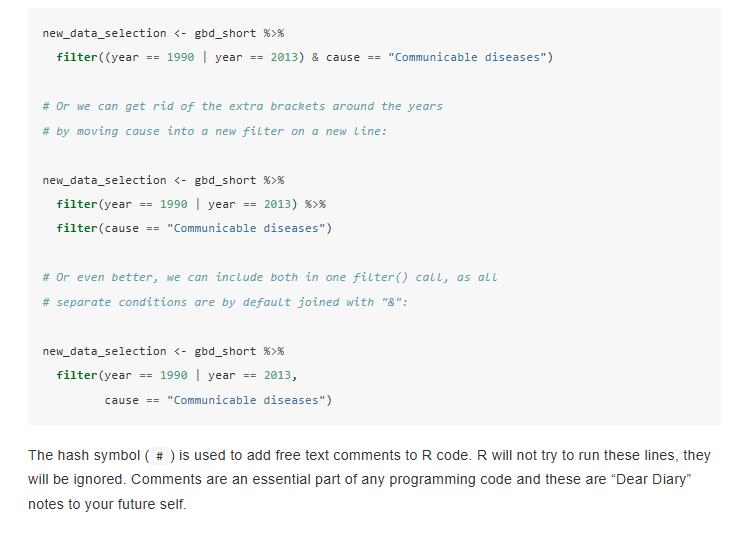 new_data_selection <- gbd_short %>%
  filter((year == 1990 | year == 2013) & cause == "Communicable diseases")
# Or we can get rid of the extra brackets around the years
# by moving cause into a new filter on a new line:
new_data_selection <- gbd_short %>%
  filter(year == 1990 | year == 2013) %>%
  filter(cause == "Communicable diseases")
# Or even better, we can include both in one filter() call, as all
# separate conditions are by default joined with "&":
new_data_selection <- gbd_short %>%
  filter(year == 1990 | year == 2013,
         cause == "Communicable diseases")
The hash symbol ( # ) is used to add free text comments to R code. R will not try to run these lines, they
will be ignored. Comments are an essential part of any programming code and these are “Dear Diary”
notes to your future self.